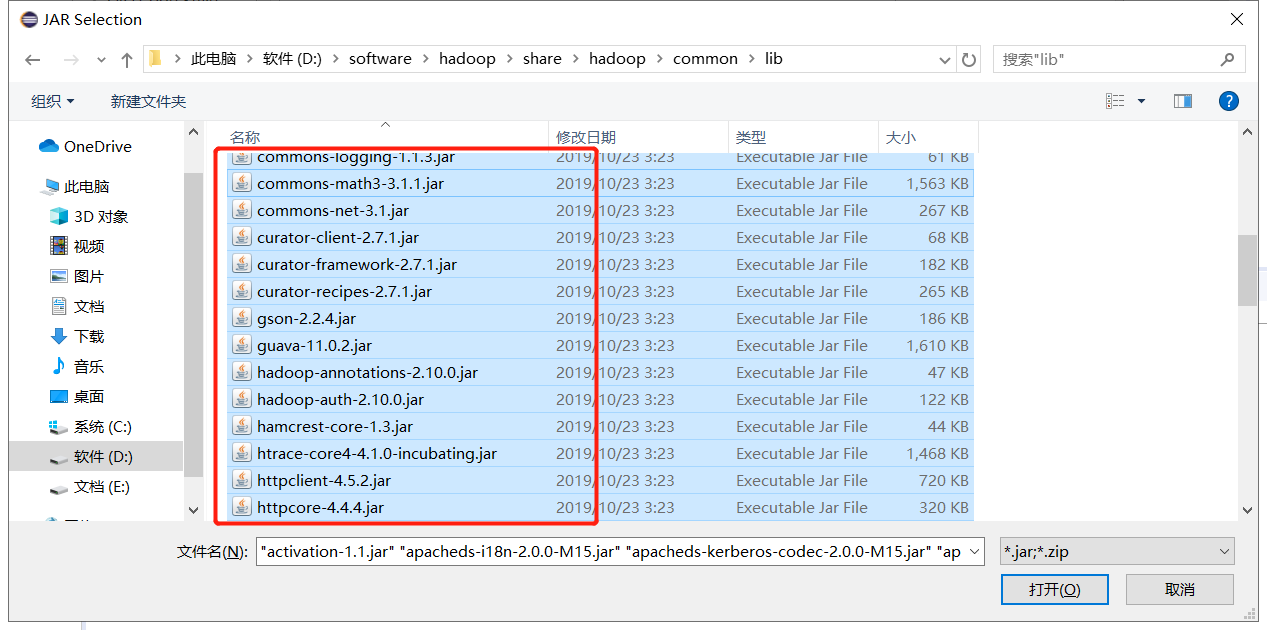 JAR Selection
此电脑 软件 (D:) software hadoop share hadoop common lib 搜索"lib"
组织 新建文件夹
名称 修改日期 类型 大小
OneDrive
此电脑
3D 对象
视频
图片
文档
下载
音乐
桌面
系统 (C:)
软件 (D:)
文档 (E:)
commons-logging-1.1.3.jar 2019/10/23 3:23 Executable Jar File 61 KB
commons-math3-3.1.1.jar 2019/10/23 3:23 Executable Jar File 1,563 KB
commons-net-3.1.jar 2019/10/23 3:23 Executable Jar File 267 KB
curator-client-2.7.1.jar 2019/10/23 3:23 Executable Jar File 68 KB
curator-framework-2.7.1.jar 2019/10/23 3:23 Executable Jar File 182 KB
curator-recipes-2.7.1.jar 2019/10/23 3:23 Executable Jar File 265 KB
gson-2.2.4.jar 2019/10/23 3:23 Executable Jar File 186 KB
guava-11.0.2.jar 2019/10/23 3:23 Executable Jar File 1,610 KB
hadoop-annotations-2.10.0.jar 2019/10/23 3:23 Executable Jar File 47 KB
hadoop-auth-2.10.0.jar 2019/10/23 3:23 Executable Jar File 122 KB
hamcrest-core-1.3.jar 2019/10/23 3:23 Executable Jar File 44 KB
htrace-core4-4.1.0-incubating.jar 2019/10/23 3:23 Executable Jar File 1,468 KB
httpclient-4.5.2.jar 2019/10/23 3:23 Executable Jar File 720 KB
httpcore-4.4.4.jar 2019/10/23 3:23 Executable Jar File 320 KB
文件名(N): "activation-1.1.jar" "apacheds-i18n-2.0.0-M15.jar" "apacheds-kerberos-codec-2.0.0-M15.jar" "ap *.jar;*.zip
打开(O) 取消